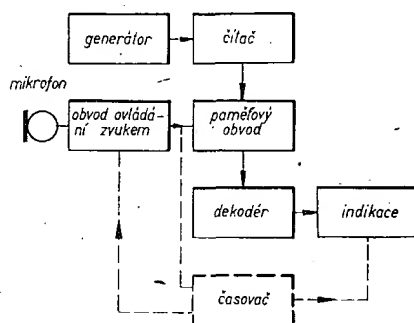 generátor
čítač
mikrofon
obvod ovládá-
ní zvukem
paměťový
obvod
dekodér
indikace
časovač